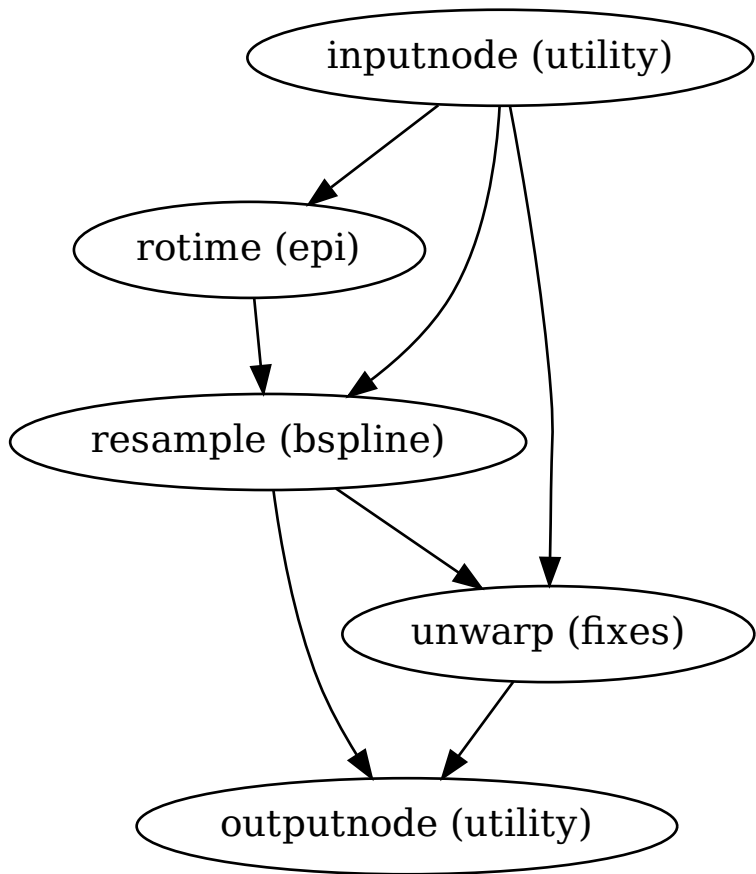 inputnode (utility)
rotime (epi)
resample (bspline)
unwarp (fixes)
outputnode (utility)